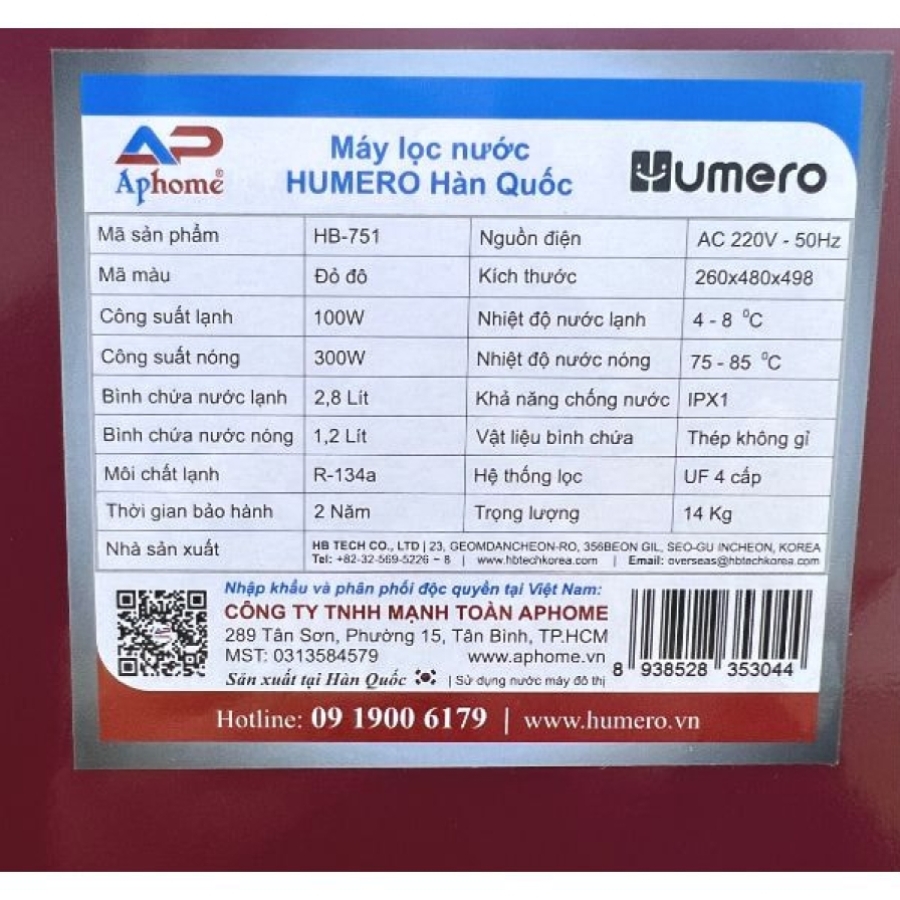 AP
Aphome®
Máy lọc nước
HUMERO Hàn Quốc
Humero
Mã sản phẩm HB-751 Nguồn điện AC 220V - 50Hz
Mã màu Đỏ đô Kích thước 260x480x498
Công suất lạnh 100W Nhiệt độ nước lạnh 4 - 8 ⁰C
Công suất nóng 300W Nhiệt độ nước nóng 75 - 85 ⁰C
Bình chứa nước lạnh 2,8 Lít Khả năng chống nước IPX1
Bình chứa nước nóng 1,2 Lít Vật liệu bình chứa Thép không gỉ
Môi chất lạnh R-134a Hệ thống lọc UF 4 cấp
Thời gian bảo hành 2 Năm Trọng lượng 14 Kg
Nhà sản xuất HB TECH CO., LTD | 23, GEOMDANCHEON-RO, 356BEON GIL, SEO-GU INCHEON, KOREA
Tel: +82-32-569-5226 ~ 8 | www.hbtechkorea.com | Email: overseas@hbtechkorea.com
Nhập khẩu và phân phối độc quyền tại Việt Nam:
CÔNG TY TNHH MẠNH TOÀN APHOME
289 Tân Sơn, Phường 15, Tân Bình, TP.HCM
MST: 0313584579 www.aphome.vn
Sản xuất tại Hàn Quốc | Sử dụng nước máy đô thị
8 938528 353044
Hotline: 09 1900 6179 | www.humero.vn